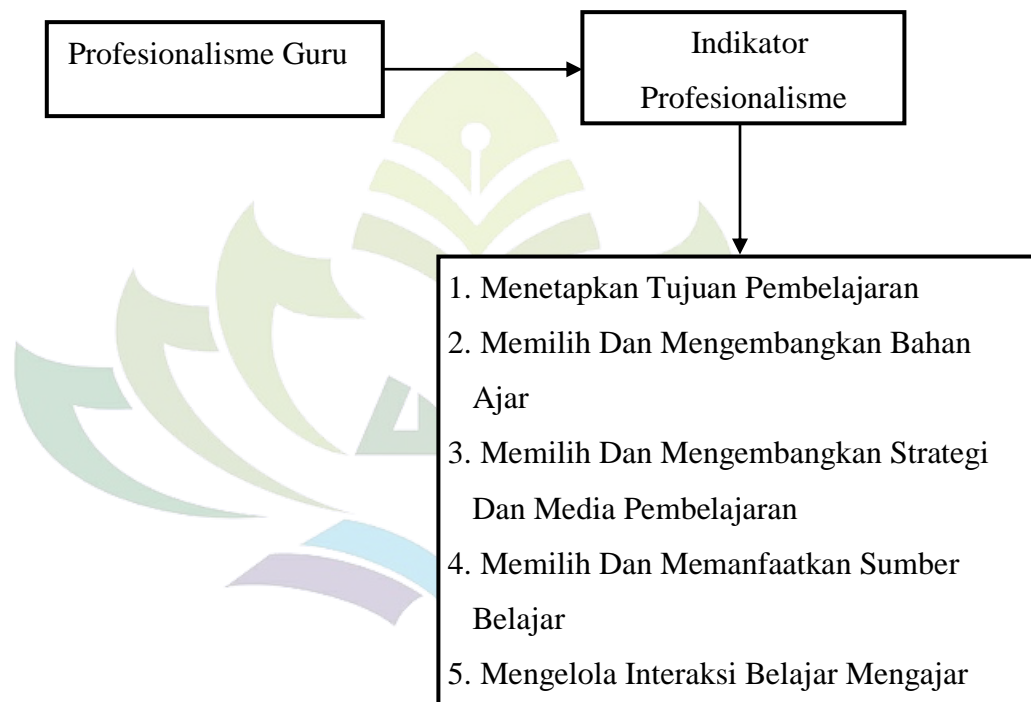 Profesionalisme Guru
Indikator
Profesionalisme
1. Menetapkan Tujuan Pembelajaran
2. Memilih Dan Mengembangkan Bahan
Ajar
3. Memilih Dan Mengembangkan Strategi
Dan Media Pembelajaran
4. Memilih Dan Memanfaatkan Sumber
Belajar
5. Mengelola Interaksi Belajar Mengajar